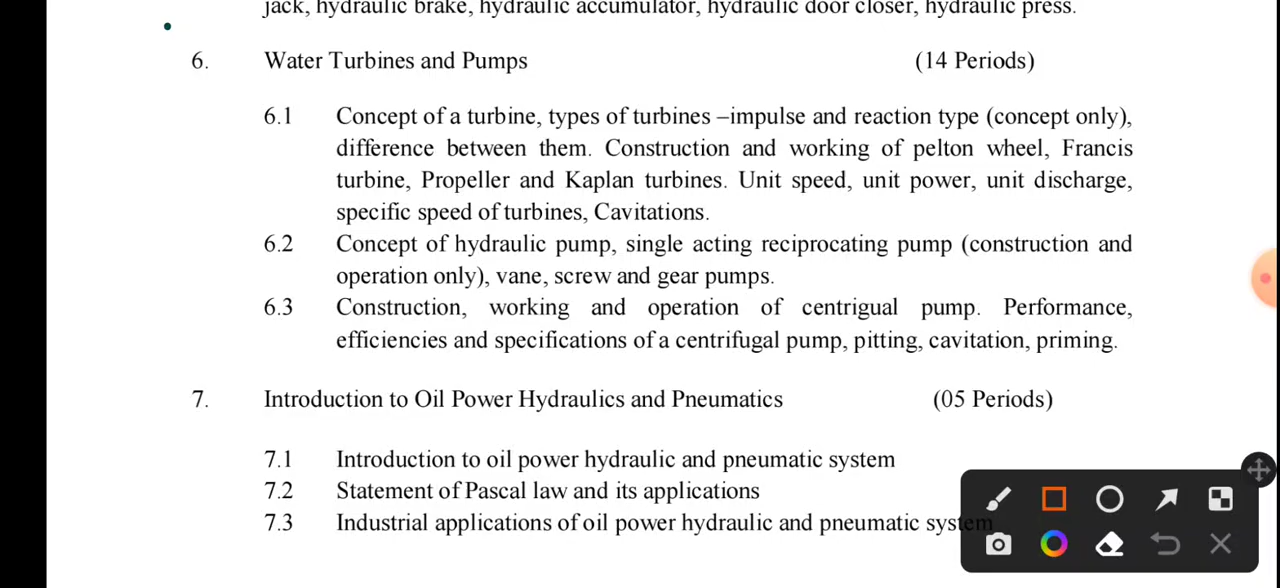 jack, hydraulic brake, hydraulic accumulator, hydraulic door closer, hydraulic press.
6. Water Turbines and Pumps (14 Periods)
6.1 Concept of a turbine, types of turbines –impulse and reaction type (concept only),
difference between them. Construction and working of pelton wheel, Francis
turbine, Propeller and Kaplan turbines. Unit speed, unit power, unit discharge,
specific speed of turbines, Cavitations.
6.2 Concept of hydraulic pump, single acting reciprocating pump (construction and
operation only), vane, screw and gear pumps.
6.3 Construction, working and operation of centrigual pump. Performance,
efficiencies and specifications of a centrifugal pump, pitting, cavitation, priming.
7. Introduction to Oil Power Hydraulics and Pneumatics (05 Periods)
7.1 Introduction to oil power hydraulic and pneumatic system
7.2 Statement of Pascal law and its applications
7.3 Industrial applications of oil power hydraulic and pneumatic system